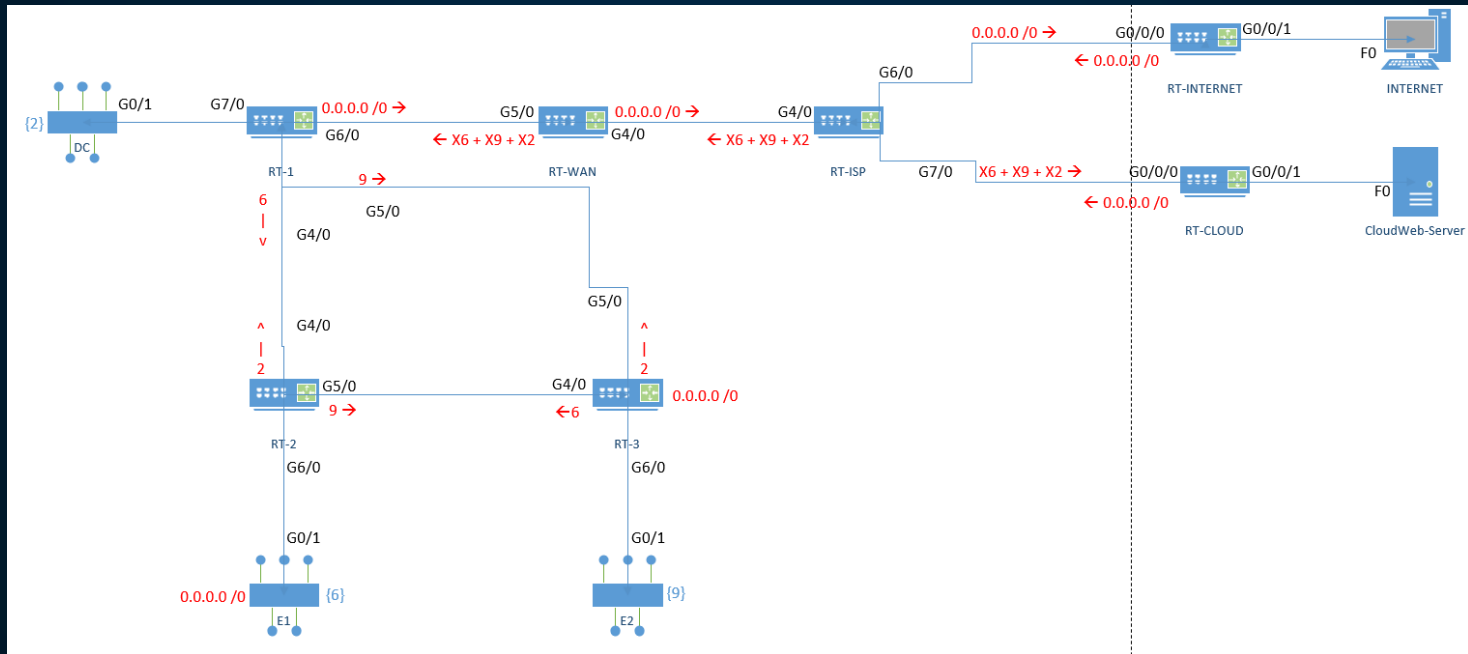 0.0.0.0 /0 →
G0/0/0
G0/0/1
← 0.0.0.0 /0
F0
G6/0
RT-INTERNET
INTERNET
{2}
G0/1
DC
G7/0
0.0.0.0 /0 →
G6/0
RT-1
G5/0
← X6 + X9 + X2
0.0.0.0 /0 →
G4/0
RT-WAN
G4/0
← X6 + X9 + X2
RT-ISP
G7/0
X6 + X9 + X2 →
G0/0/0
G0/0/1
← 0.0.0.0 /0
F0
RT-CLOUD
CloudWeb-Server
9 →
G5/0
6
|
v
G4/0
G5/0
G4/0
^
|
2
^
|
2
G5/0
9 →
G4/0
←6
0.0.0.0 /0
RT-2
RT-3
G6/0
G6/0
G0/1
G0/1
0.0.0.0 /0
{6}
E1
{9}
E2